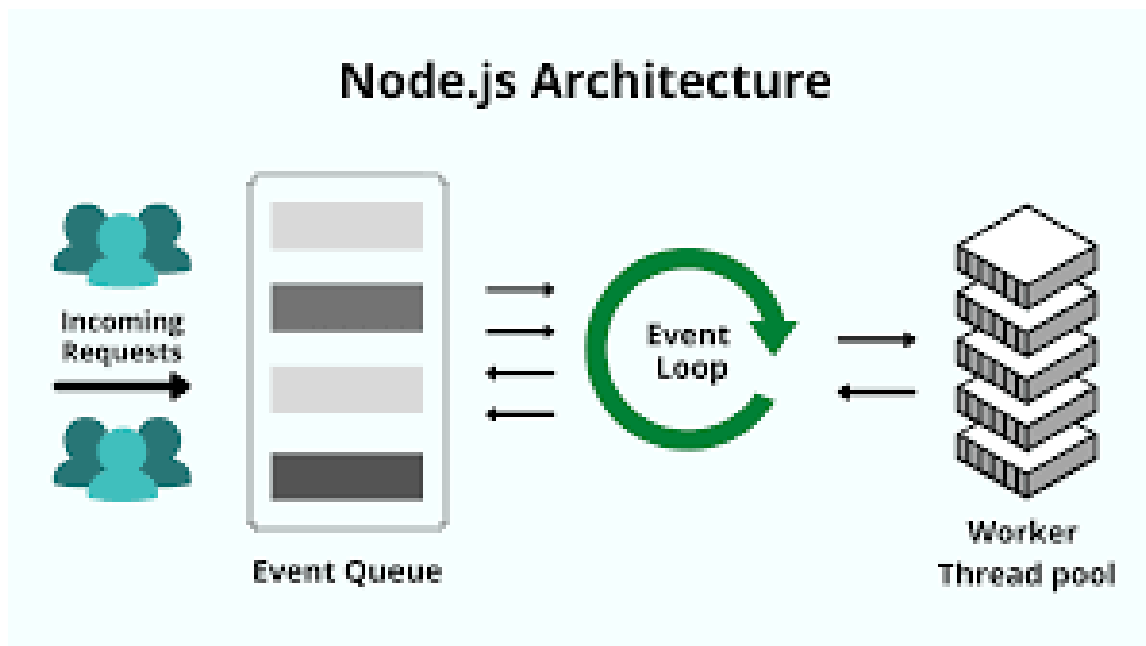 Node.js Architecture
Incoming
Requests
Event Queue
Event
Loop
Worker
Thread pool